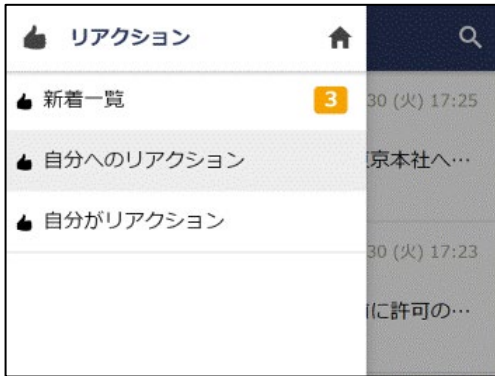 リアクション
新着一覧
3
30 (火) 17:25
自分へのリアクション
京本社へ…
自分がリアクション
30 (火) 17:23
に許可の…